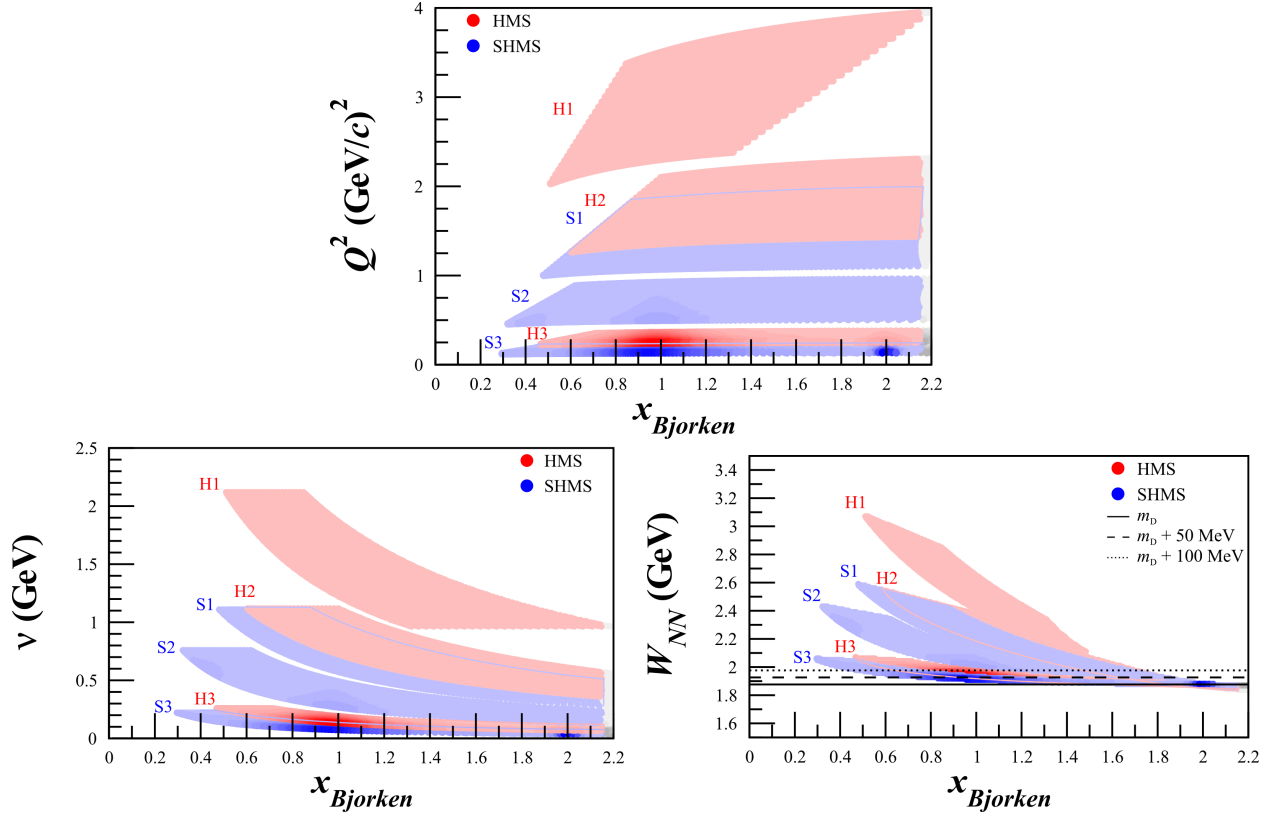 4
3
2
1
0
Q² (GeV/c)²
HMS
SHMS
H1
H2
S1
S2
H3
S3
0 0.2 0.4 0.6 0.8 1 1.2 1.4 1.6 1.8 2 2.2
x_Bjorken
2.5
2
1.5
1
0.5
0
ν (GeV)
HMS
SHMS
H1
H2
S1
S2
H3
S3
0 0.2 0.4 0.6 0.8 1 1.2 1.4 1.6 1.8 2 2.2
x_Bjorken
3.4
3.2
3
2.8
2.6
2.4
2.2
2
1.8
1.6
W_NN (GeV)
HMS
SHMS
m_D
m_D + 50 MeV
m_D + 100 MeV
H1
S1
H2
S2
H3
S3
0 0.2 0.4 0.6 0.8 1 1.2 1.4 1.6 1.8 2 2.2
x_Bjorken